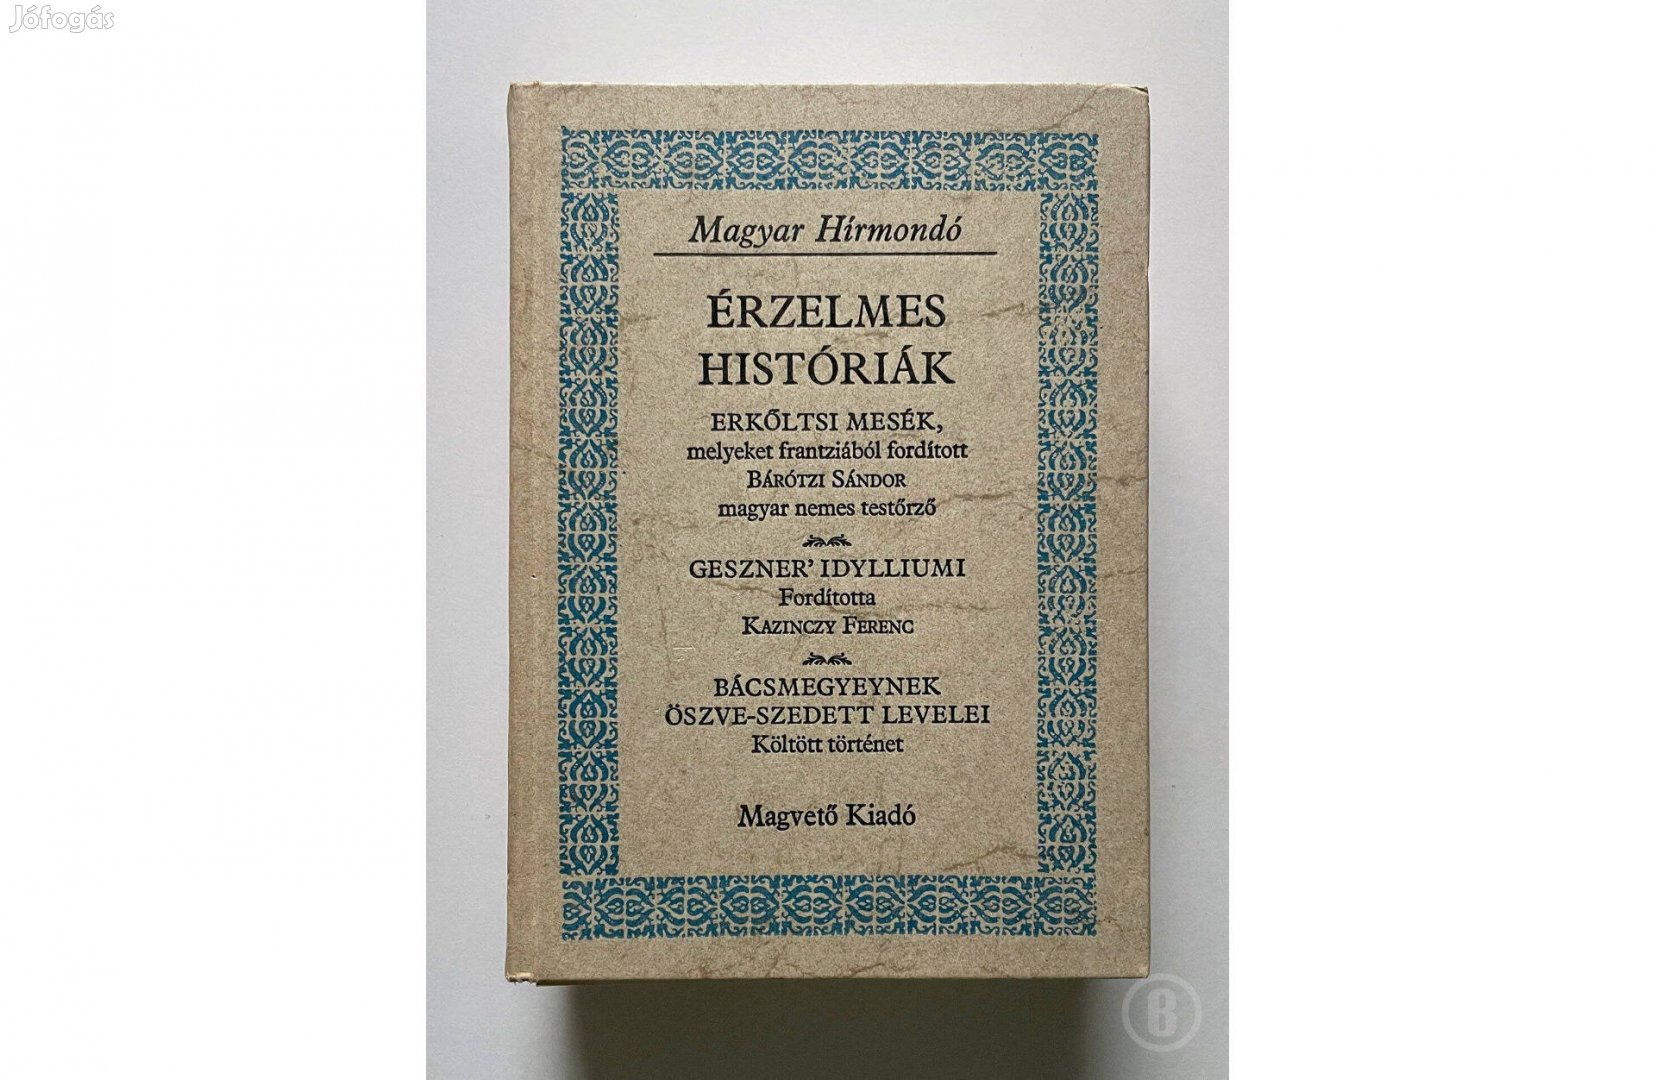 Jófogás
Magyar Hírmondó
ÉRZELMES
HISTÓRIÁK
ERKŐLTSI MESÉK,
melyeket frantziából fordított
BÁRÓTZI SÁNDOR
magyar nemes testőrző
GESZNER' IDYLLIUMI
Fordította
KAZINCZY FERENC
BÁCSMEGYEYNEK
ÖSZVE-SZEDETT LEVELEI
Költött történet
Magvető Kiadó
B